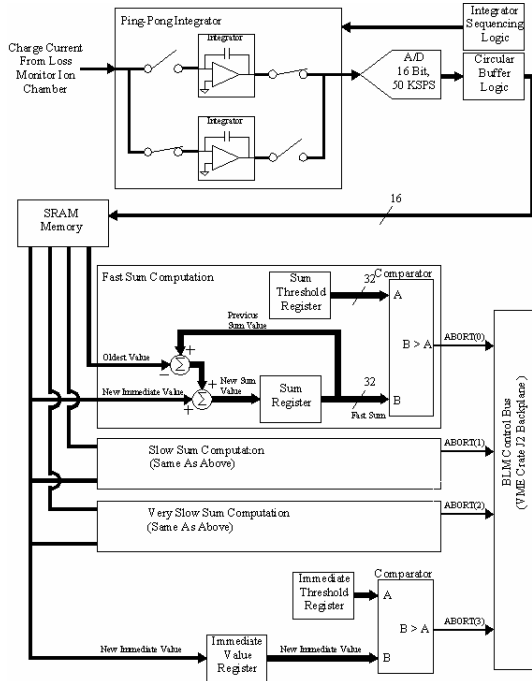 Ping-Pong Integrator
Integrator
Sequencing
Logic
Charge Current
From Loss
Monitor Ion
Chamber
Integrator
A/D
16 Bit,
50 KSPS
Circular
Buffer
Logic
Integrator
16
SRAM
Memory
Fast Sum Computation
Sum
Threshold
Register
32
Comparator
A
B > A
B
ABORT(0)
Previous
Sum Value
Oldest Value
+
−
Σ
+
New Immediate Value
+
Σ
New Sum
Value
Sum
Register
32
Fast Sum
Slow Sum Computation
(Same As Above)
ABORT(1)
Very Slow Sum Computation
(Same As Above)
ABORT(2)
BLM Control Bus
(VME Crate J2 Backplane)
Immediate
Threshold
Register
Comparator
A
B > A
B
ABORT(3)
New Immediate Value
Immediate
Value
Register
New Immediate Value